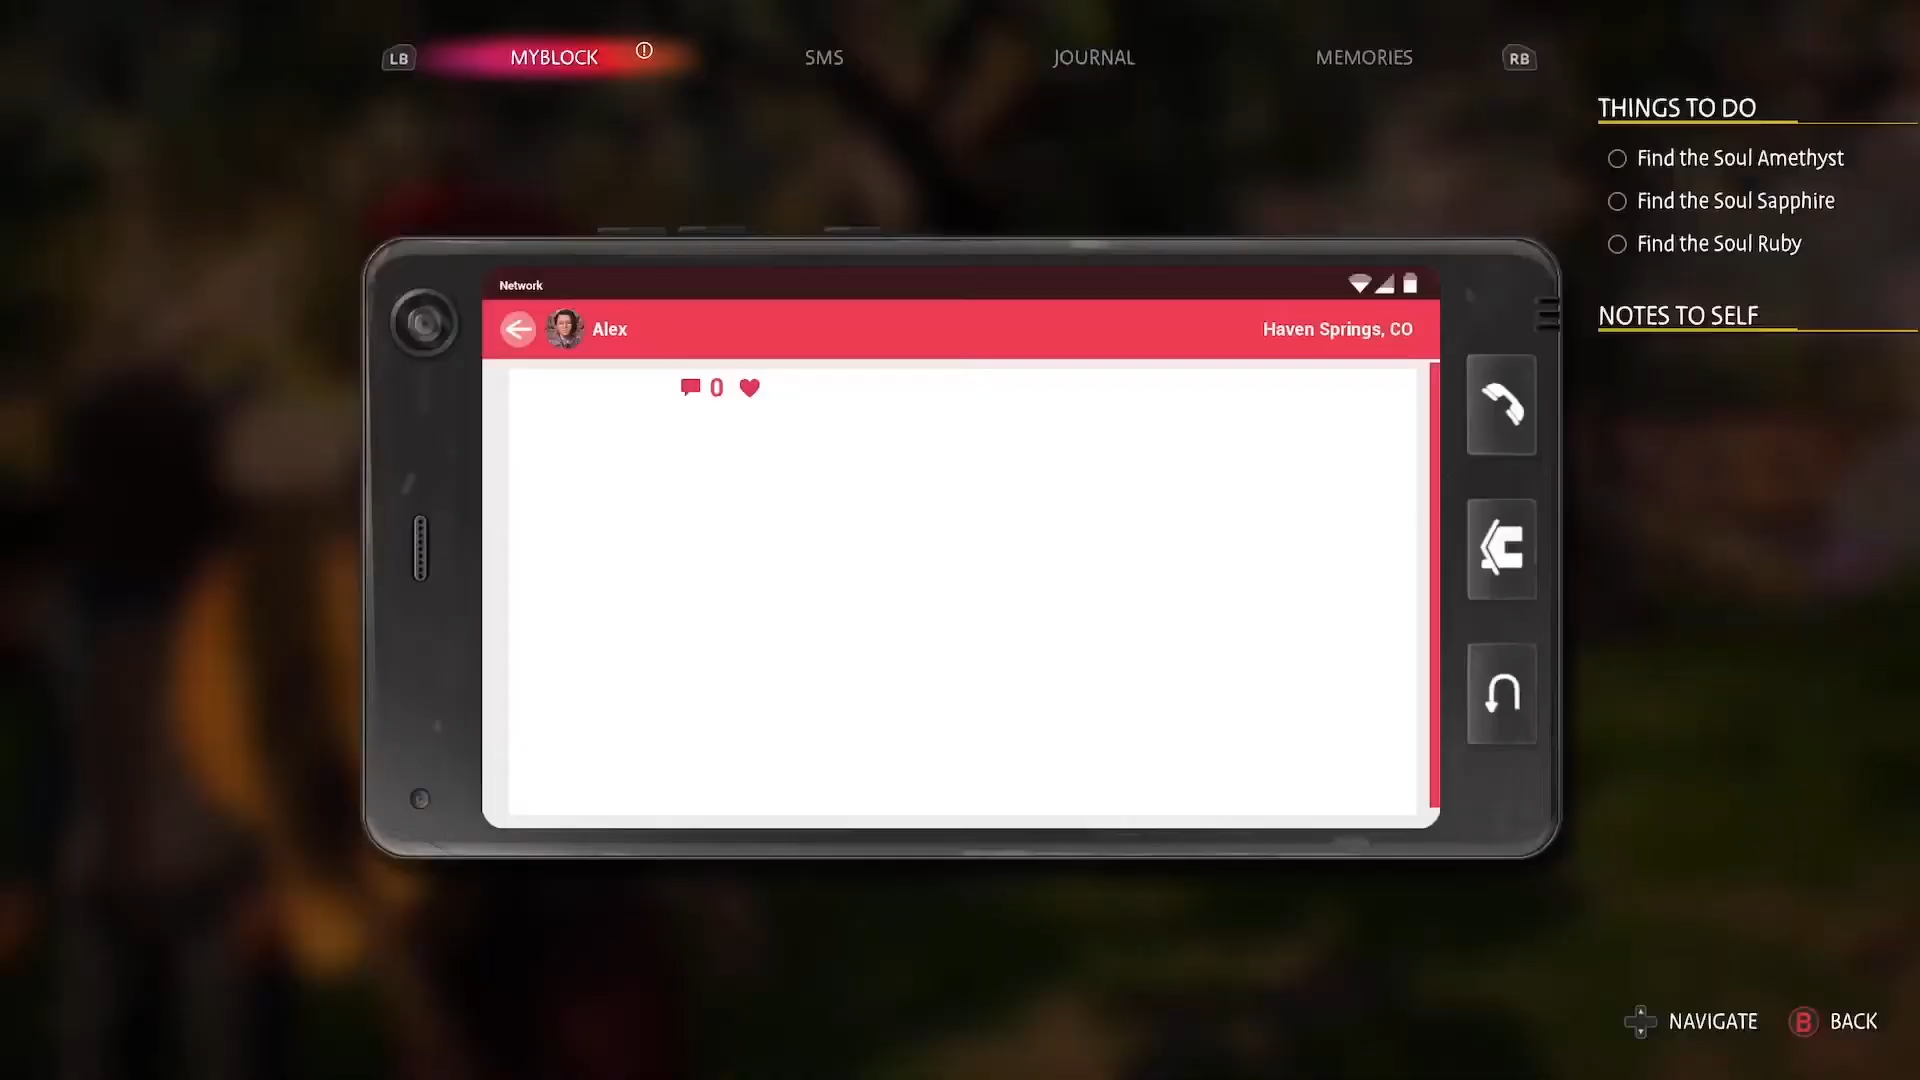 LB MYBLOCK ! SMS JOURNAL MEMORIES RB
THINGS TO DO
Find the Soul Amethyst
Find the Soul Sapphire
Find the Soul Ruby
NOTES TO SELF
Network
Alex Haven Springs, CO
0
NAVIGATE B BACK